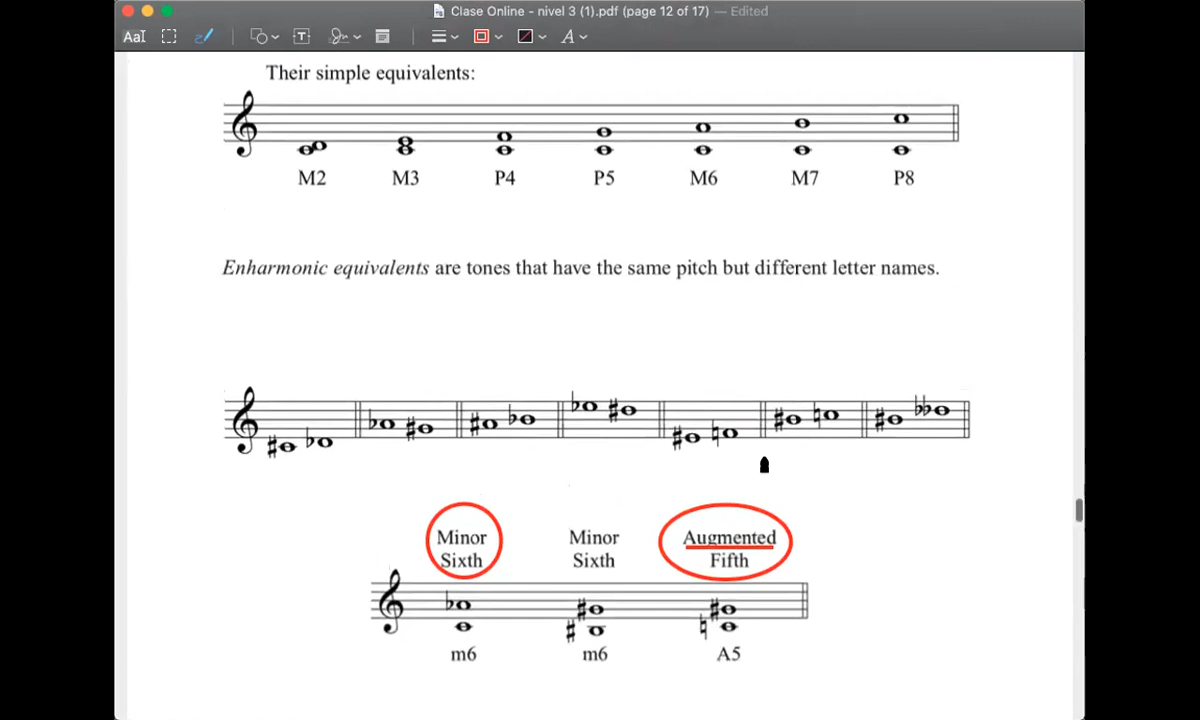 Clase Online - nivel 3 (1).pdf (page 12 of 17) — Edited
AaI T A
Their simple equivalents:
M2 M3 P4 P5 M6 M7 P8
Enharmonic equivalents are tones that have the same pitch but different letter names.
Minor Minor Augmented
Sixth Sixth Fifth
m6 m6 A5